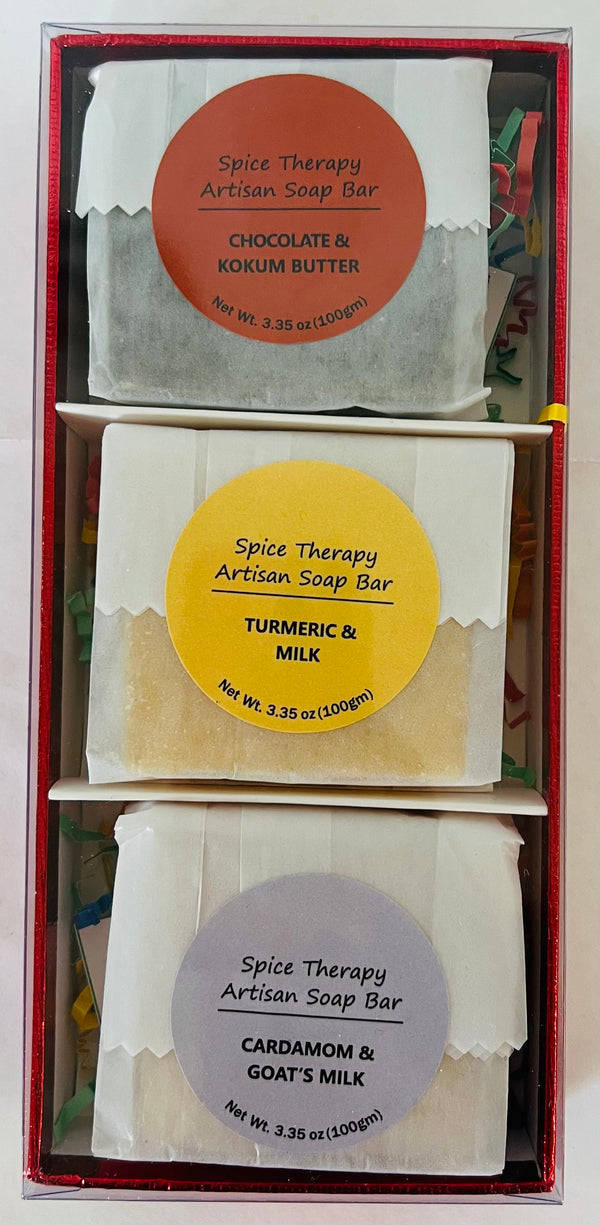 Spice Therapy
Artisan Soap Bar
CHOCOLATE &
KOKUM BUTTER
Net Wt. 3.35 oz (100gm)
Spice Therapy
Artisan Soap Bar
TURMERIC &
MILK
Net Wt. 3.35 oz (100gm)
Spice Therapy
Artisan Soap Bar
CARDAMOM &
GOAT'S MILK
Net Wt. 3.35 oz (100gm)